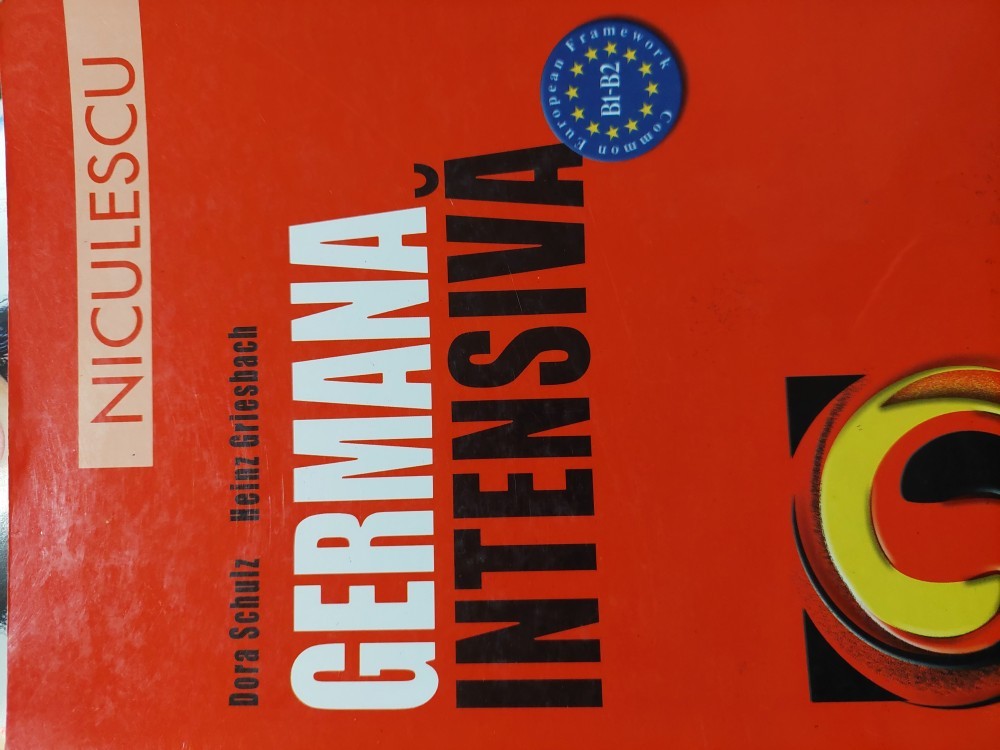 NICULESCU
Dora Schulz Heinz Griesbach
GERMANĂ
INTENSIVĂ
Common European Framework
B1-B2